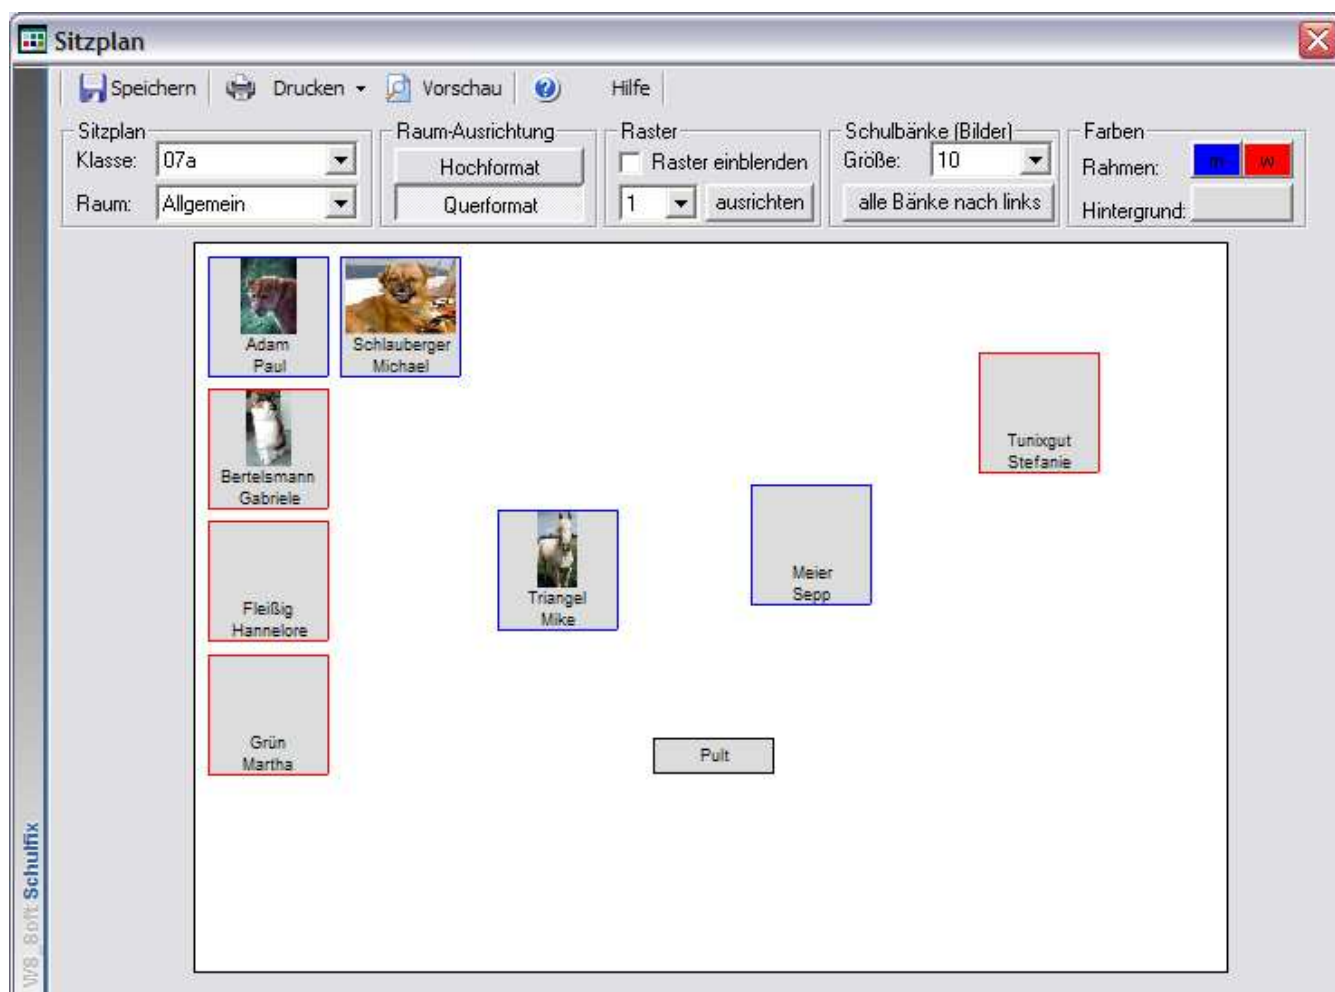 Sitzplan
Speichern
Drucken
Vorschau
Hilfe
Sitzplan
Klasse:
07a
Raum:
Allgemein
Raum-Ausrichtung
Hochformat
Querformat
Raster
Raster einblenden
1
ausrichten
Schulbänke (Bilder)
Größe:
10
alle Bänke nach links
Farben
Rahmen:
m
w
Hintergrund:
Adam
Paul
Schlauberger
Michael
Bertelsmann
Gabriele
Fleißig
Hannelore
Grün
Martha
Triangel
Mike
Meier
Sepp
Tunixgut
Stefanie
Pult
WS_Soft Schulfix